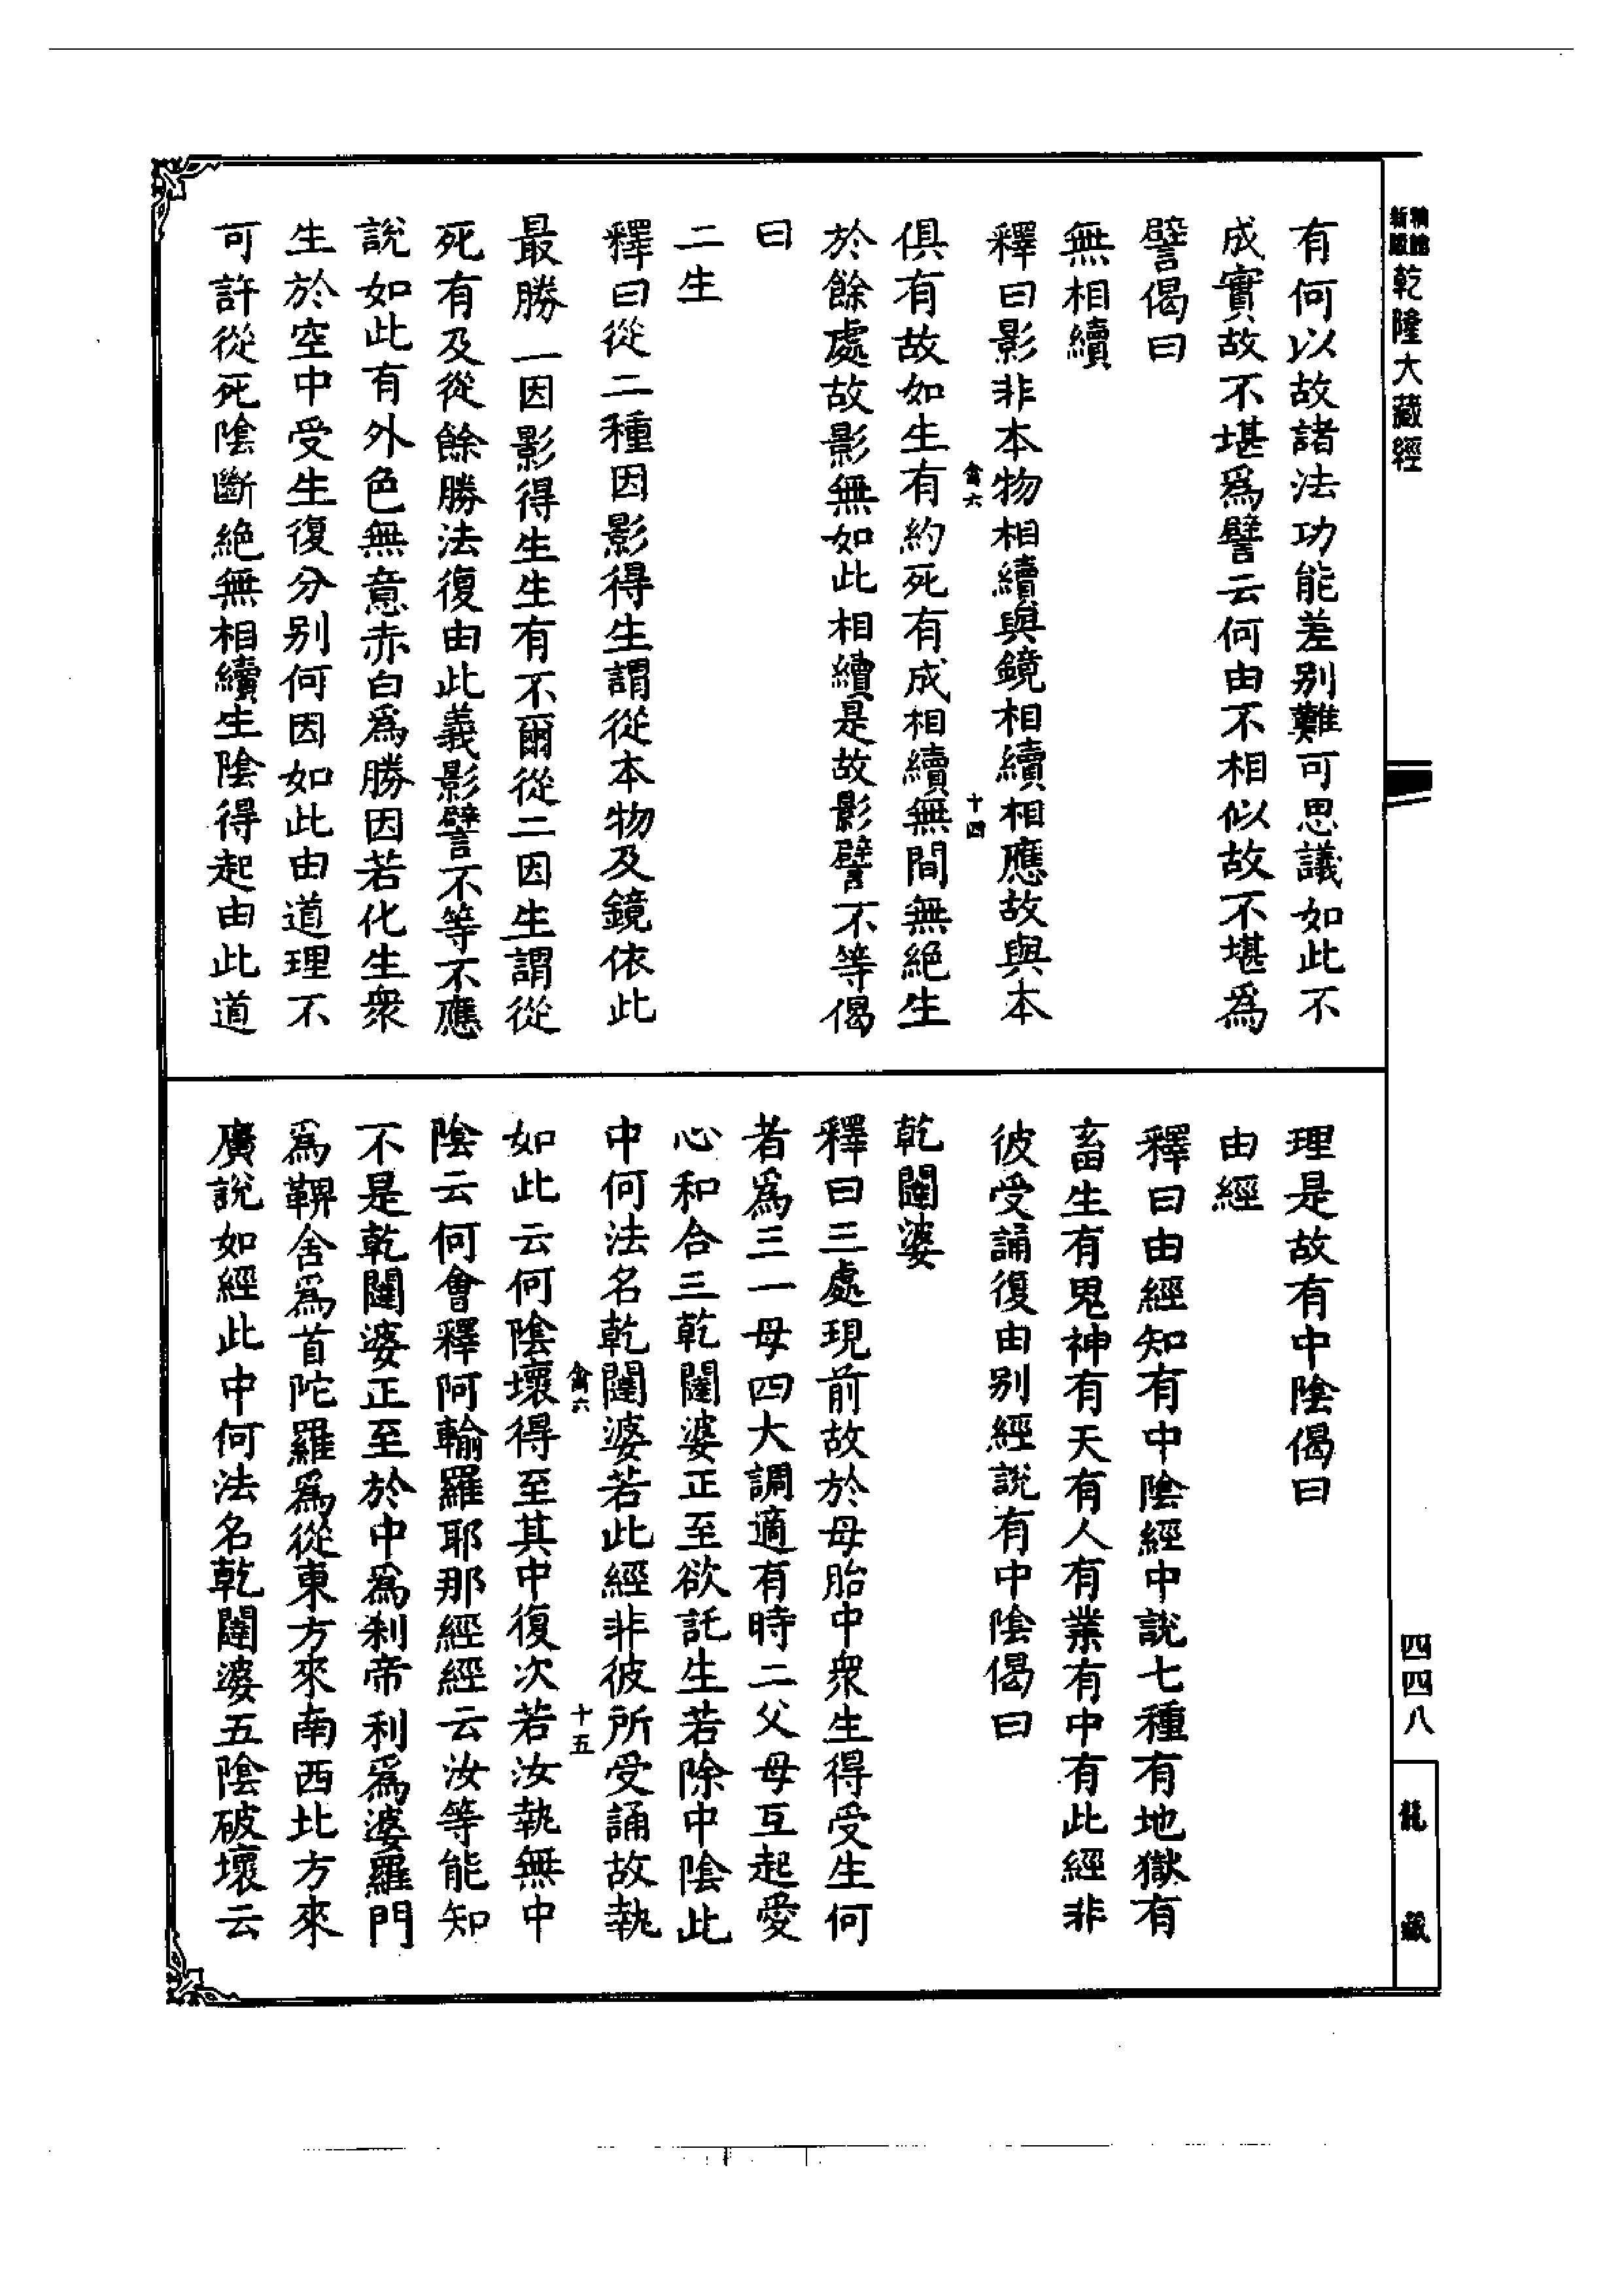 精縮新版乾隆大藏經
有何以故諸法功能差別難可思議如此不
成實故不堪爲譬云何由不相似故不堪爲
譬偈曰
無相續
釋曰影非本物相續與鏡相續相應故與本
禽六
十四
俱有故如生有約死有成相續無間無絶生
於餘處故影無如此相續是故影譬不等偈
曰
二生
釋曰從二種因影得生謂從本物及鏡依此
最勝一因影得生生有不爾從二因生謂從
死有及從餘勝法復由此義影譬不等不應
說如此有外色無意赤白爲勝因若化生衆
生於空中受生復分別何因如此由道理不
可許從死陰斷絶無相續生陰得起由此道
理是故有中陰偈曰
由經
釋曰由經知有中陰經中說七種有地獄有
畜生有鬼神有天有人有業有中有此經非
彼受誦復由別經說有中陰偈曰
乾闥婆
釋曰三處現前故於母胎中衆生得受生何
者爲三一母四大調適有時二父母互起愛
心和合三乾闥婆正至欲託生若除中陰此
中何法名乾闥婆若此經非彼所受誦故執
禽六
十五
如此云何陰壞得至其中復次若汝執無中
陰云何會釋阿輸羅耶那經經云汝等能知
不是乾闥婆正至於中爲刹帝利爲婆羅門
爲鞞舍爲首陀羅爲從東方來南西北方來
廣說如經此中何法名乾闥婆五陰破壞云
四四八
龍藏